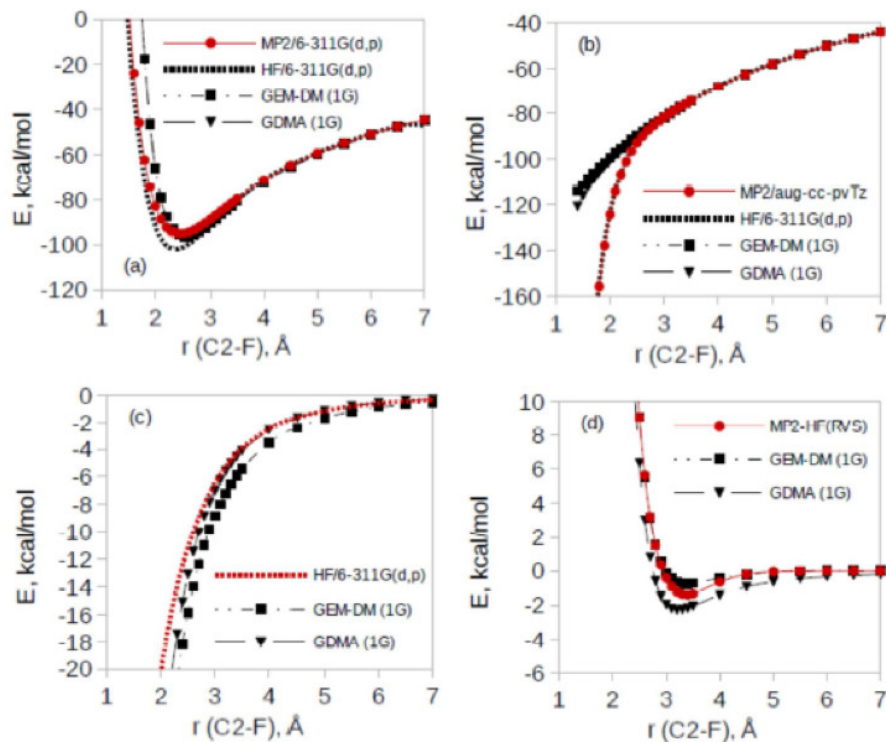 0
-20
-40
-60
-80
-100
-120
E, kcal/mol
MP2/6-311G(d,p)
HF/6-311G(d,p)
GEM-DM (1G)
GDMA (1G)
(a)
1 2 3 4 5 6 7
r (C2-F), Å
-40
-60
-80
-100
-120
-140
-160
E, kcal/mol
(b)
MP2/aug-cc-pvTz
HF/6-311G(d,p)
GEM-DM (1G)
GDMA (1G)
1 2 3 4 5 6 7
r (C2-F), Å
0
-2
-4
-6
-8
-10
-12
-14
-16
-18
-20
E, kcal/mol
(c)
HF/6-311G(d,p)
GEM-DM (1G)
GDMA (1G)
1 2 3 4 5 6 7
r (C2-F), Å
10
8
6
4
2
0
-2
-4
-6
E, kcal/mol
(d)
MP2-HF(RVS)
GEM-DM (1G)
GDMA (1G)
1 2 3 4 5 6 7
r (C2-F), Å